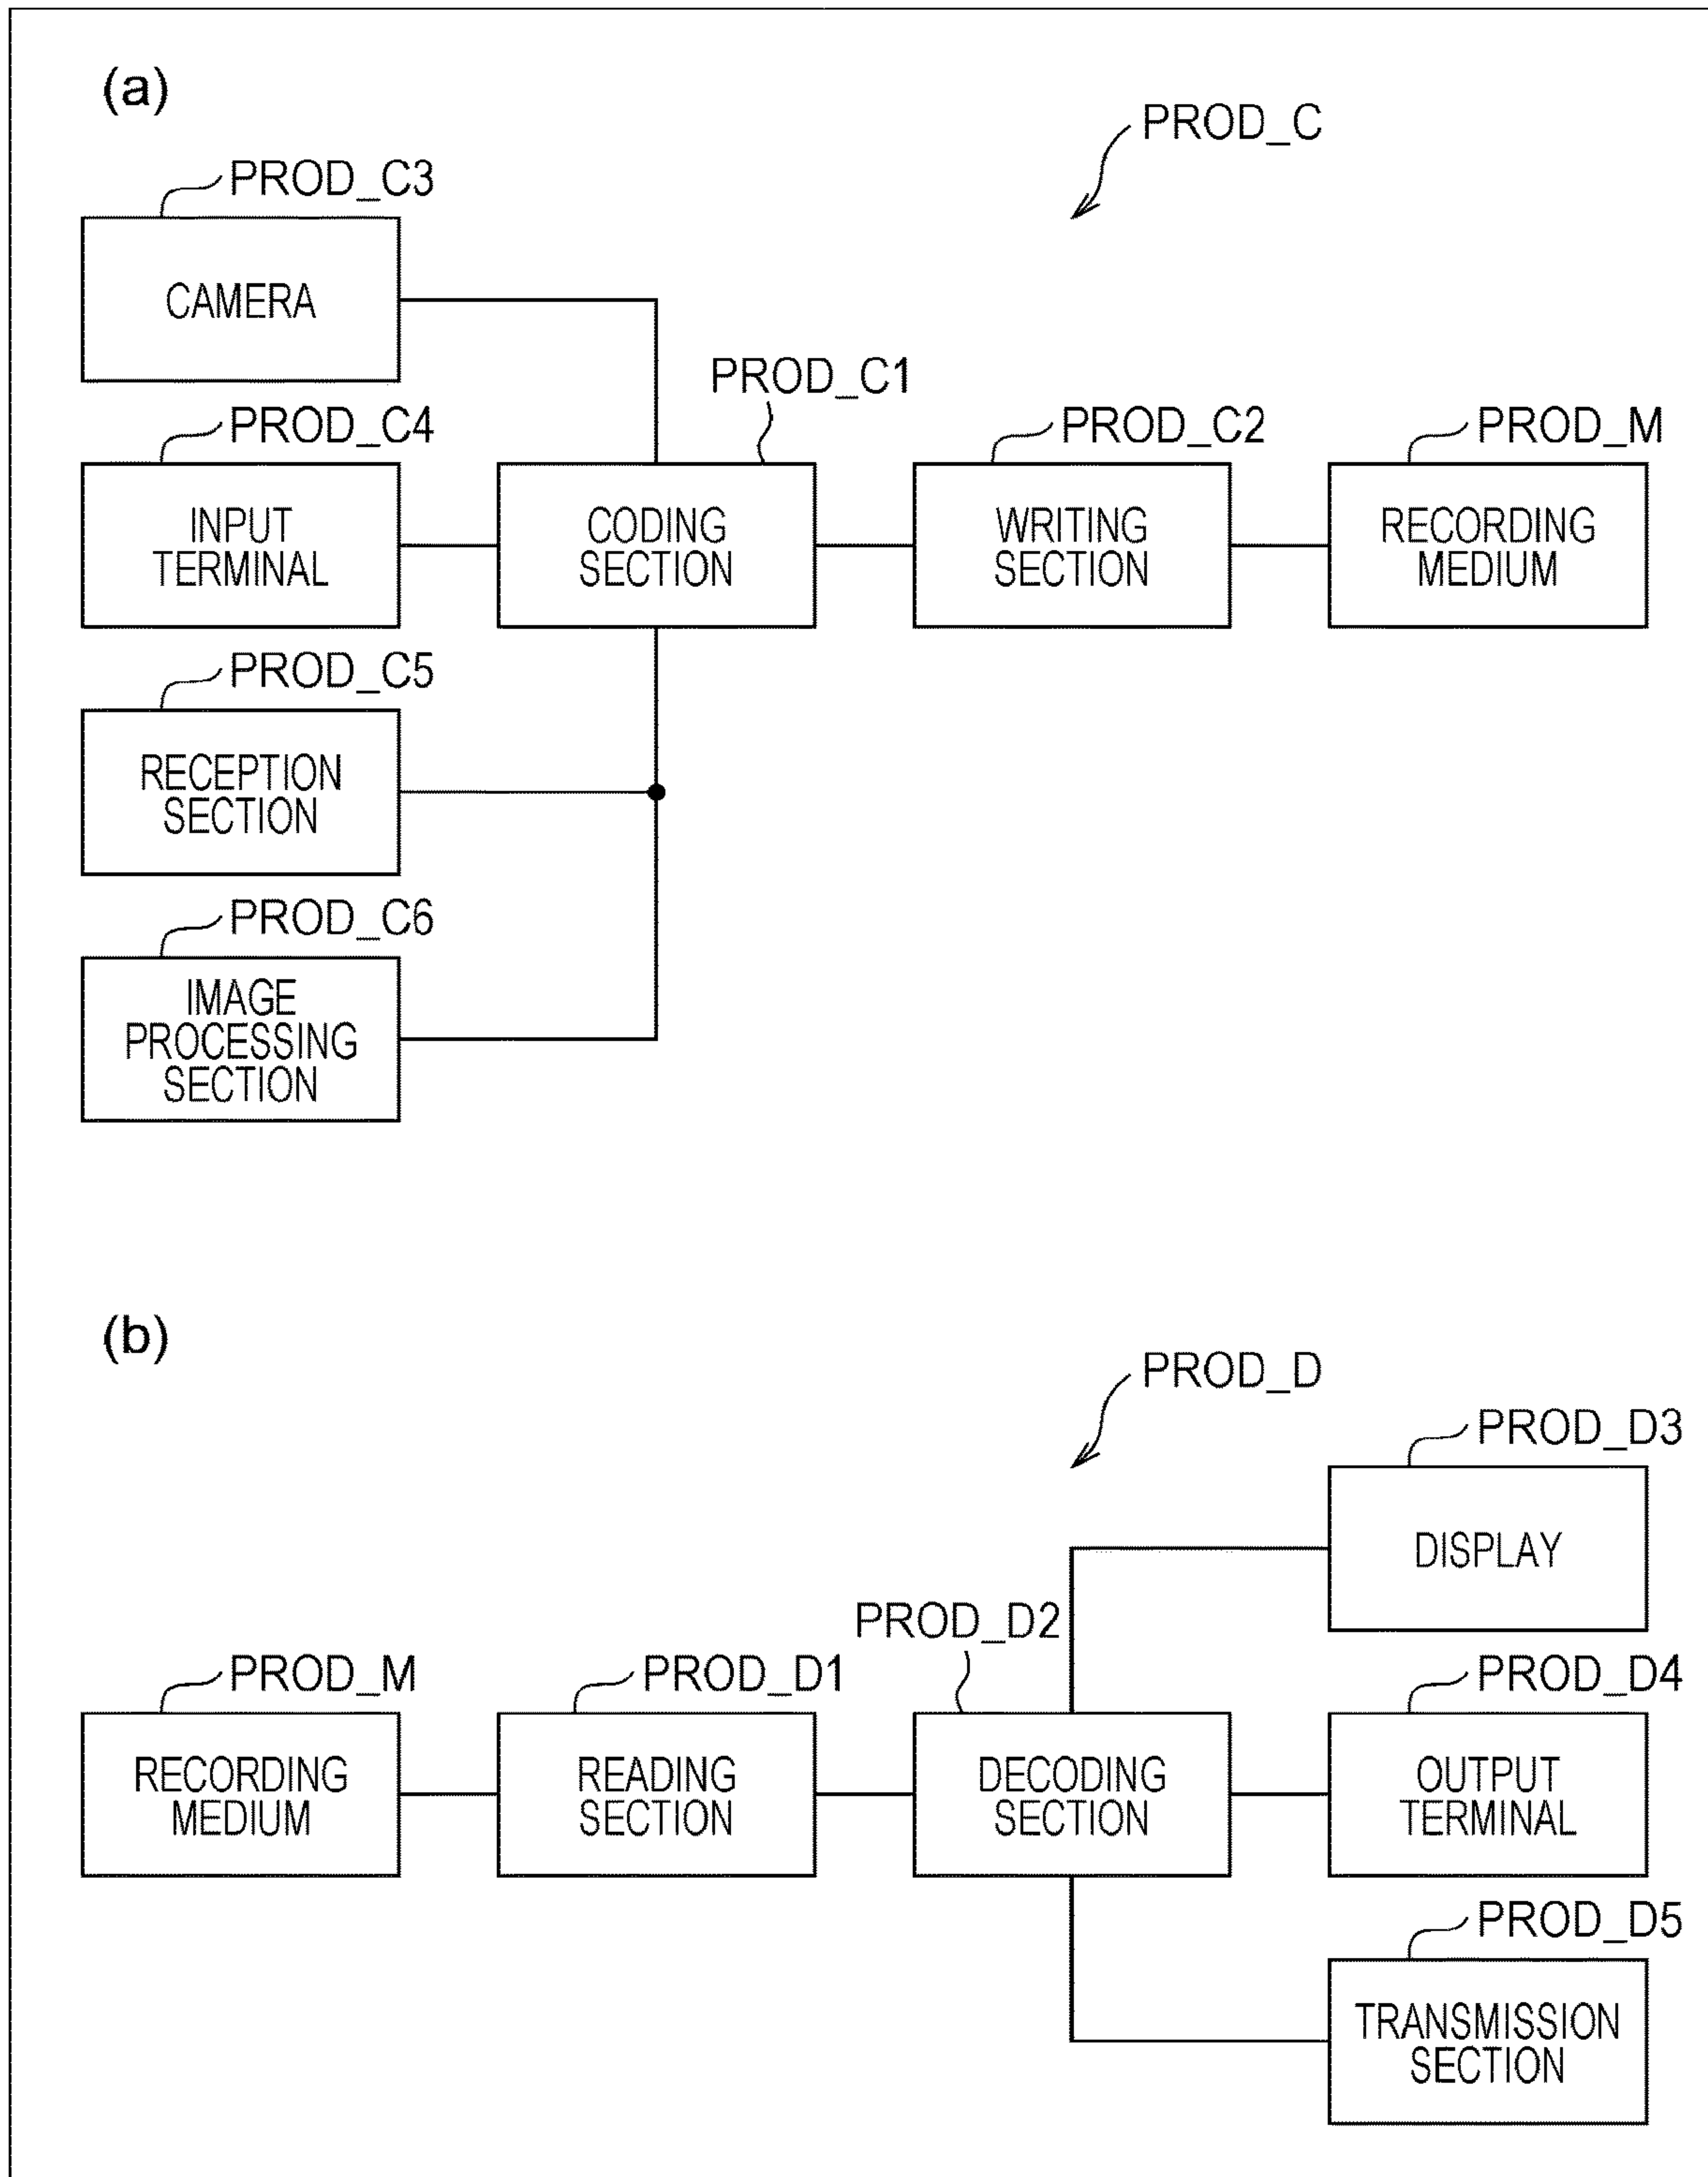 (a)
PROD_C
PROD_C3
CAMERA
PROD_C4
INPUT
TERMINAL
PROD_C1
CODING
SECTION
PROD_C2
WRITING
SECTION
PROD_M
RECORDING
MEDIUM
PROD_C5
RECEPTION
SECTION
PROD_C6
IMAGE
PROCESSING
SECTION
(b)
PROD_D
PROD_M
RECORDING
MEDIUM
PROD_D1
READING
SECTION
PROD_D2
DECODING
SECTION
PROD_D3
DISPLAY
PROD_D4
OUTPUT
TERMINAL
PROD_D5
TRANSMISSION
SECTION